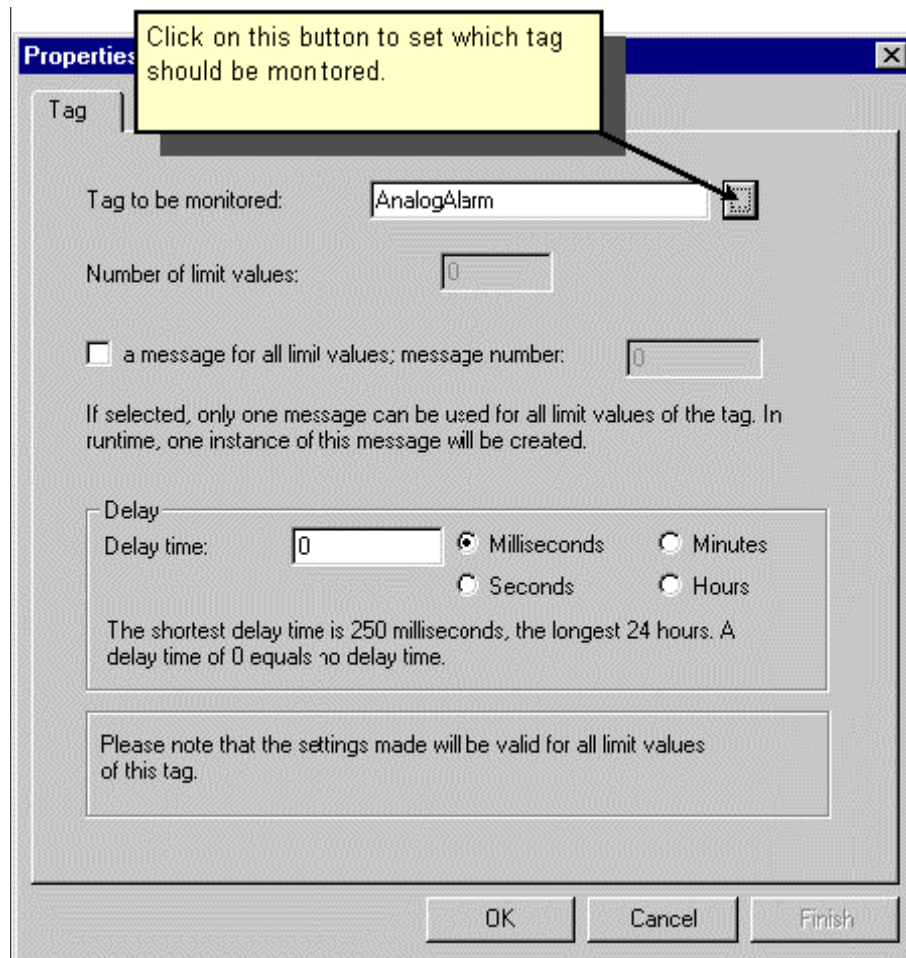 Click on this button to set which tag
should be montored.
Properties
Tag
Tag to be monitored: AnalogAlarm
Number of limit values: 0
a message for all limit values; message number: 0
If selected, only one message can be used for all limit values of the tag. In
runtime, one instance of this message will be created.
Delay
Delay time: 0 Milliseconds Minutes
Seconds Hours
The shortest delay time is 250 milliseconds, the longest 24 hours. A
delay time of 0 equals no delay time.
Please note that the settings made will be valid for all limit values
of this tag.
OK Cancel Finish